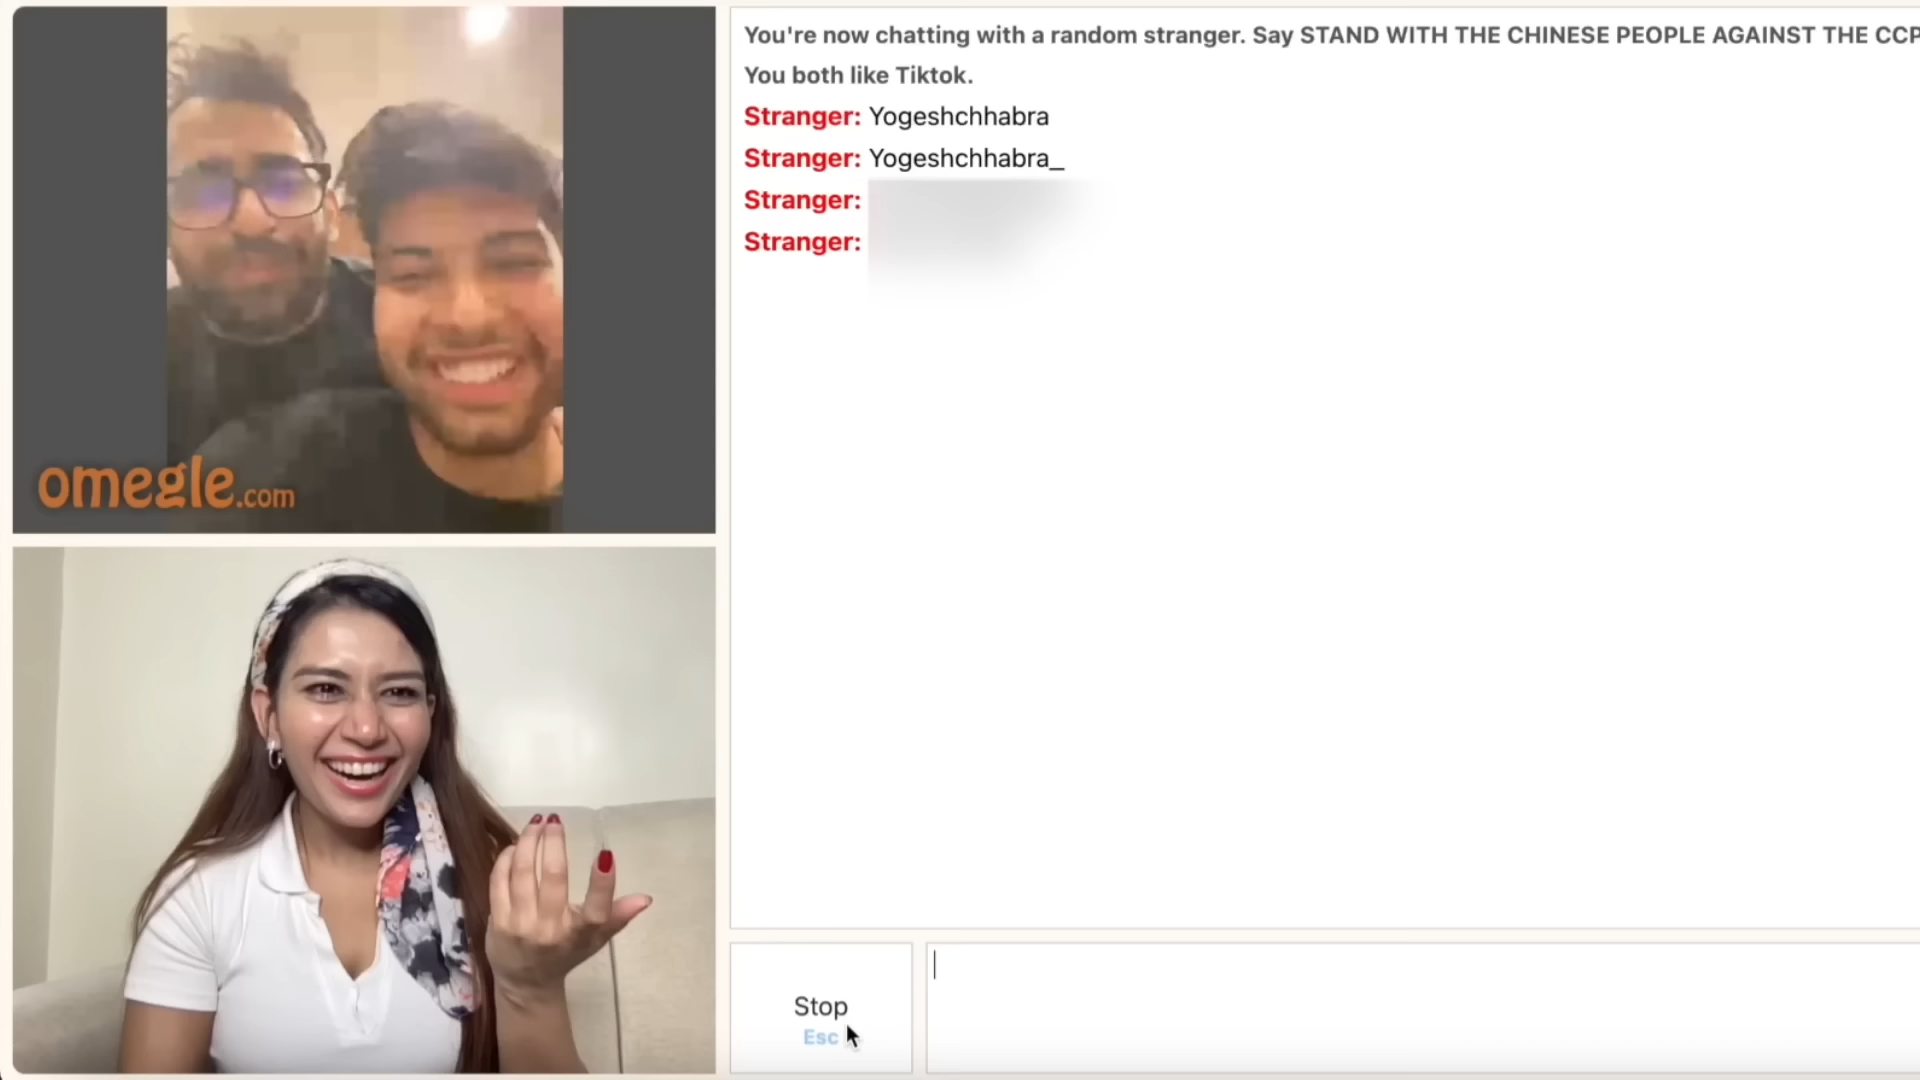 You're now chatting with a random stranger. Say STAND WITH THE CHINESE PEOPLE AGAINST THE CCP
You both like Tiktok.
Stranger: Yogeshchhabra
Stranger: Yogeshchhabra_
Stranger:
Stranger:
omegle.com
Stop
Esc